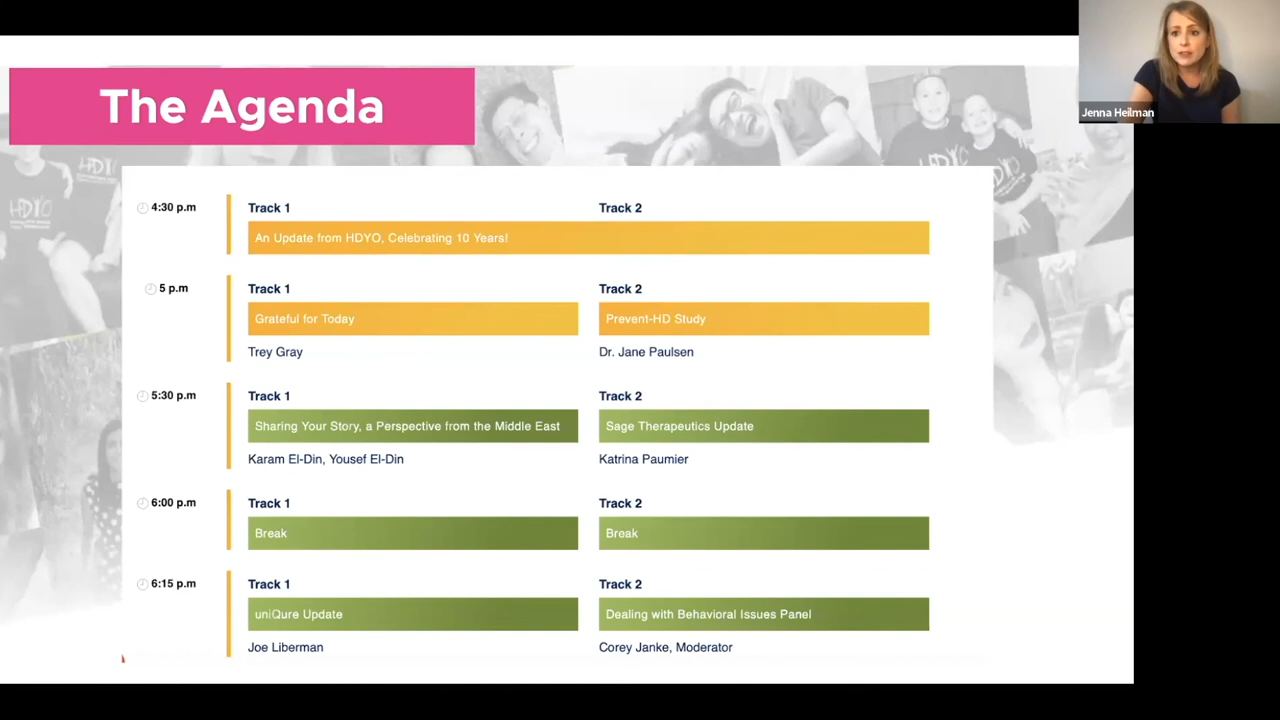 Jenna Heilman
The Agenda
HDYO
HDYO
HDYO
4:30 p.m
Track 1
Track 2
An Update from HDYO, Celebrating 10 Years!
5 p.m
Track 1
Track 2
Grateful for Today
Prevent-HD Study
Trey Gray
Dr. Jane Paulsen
5:30 p.m
Track 1
Track 2
Sharing Your Story, a Perspective from the Middle East
Sage Therapeutics Update
Karam El-Din, Yousef El-Din
Katrina Paumier
6:00 p.m
Track 1
Track 2
Break
Break
6:15 p.m
Track 1
Track 2
uniQure Update
Dealing with Behavioral Issues Panel
Joe Liberman
Corey Janke, Moderator